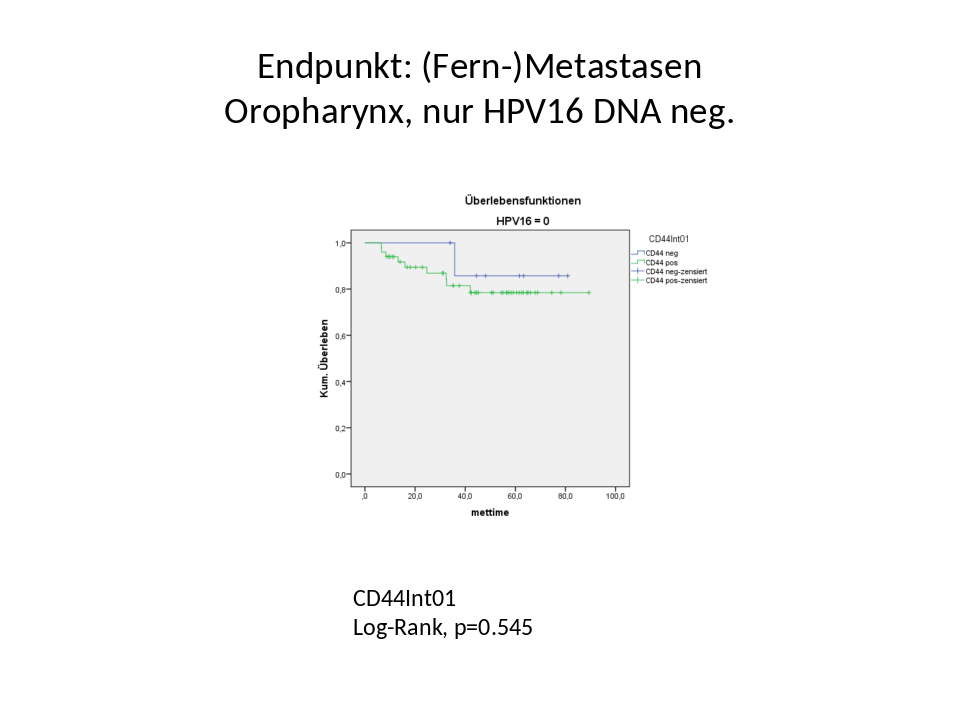 Endpunkt: (Fern-)Metastasen
Oropharynx, nur HPV16 DNA neg.
Überlebensfunktionen
HPV16 = 0
CD44Int01
CD44 neg
CD44 pos
CD44 neg-zensiert
CD44 pos-zensiert
Kum. Überleben
1,0
0,8
0,6
0,4
0,2
0,0
,0 20,0 40,0 60,0 80,0 100,0
mettime
CD44Int01
Log-Rank, p=0.545